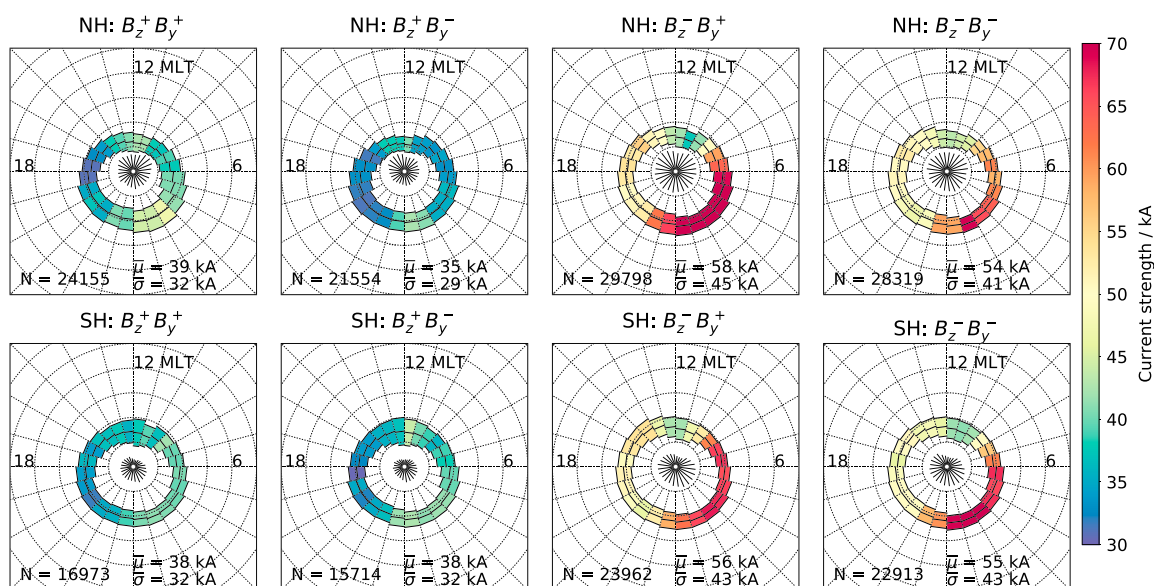 NH: B_z^+ B_y^+
NH: B_z^+ B_y^-
NH: B_z^- B_y^+
NH: B_z^- B_y^-
12 MLT
12 MLT
12 MLT
12 MLT
18 6
18 6
18 6
18 6
N = 24155 μ̅ = 39 kA
σ̅ = 32 kA
N = 21554 μ̅ = 35 kA
σ̅ = 29 kA
N = 29798 μ̅ = 58 kA
σ̅ = 45 kA
N = 28319 μ̅ = 54 kA
σ̅ = 41 kA
SH: B_z^+ B_y^+
SH: B_z^+ B_y^-
SH: B_z^- B_y^+
SH: B_z^- B_y^-
12 MLT
12 MLT
12 MLT
12 MLT
18 6
18 6
18 6
18 6
N = 16973 μ̅ = 38 kA
σ̅ = 32 kA
N = 15714 μ̅ = 38 kA
σ̅ = 32 kA
N = 23962 μ̅ = 56 kA
σ̅ = 43 kA
N = 22913 μ̅ = 55 kA
σ̅ = 43 kA
70
65
60
55
50
45
40
35
30
Current strength / kA